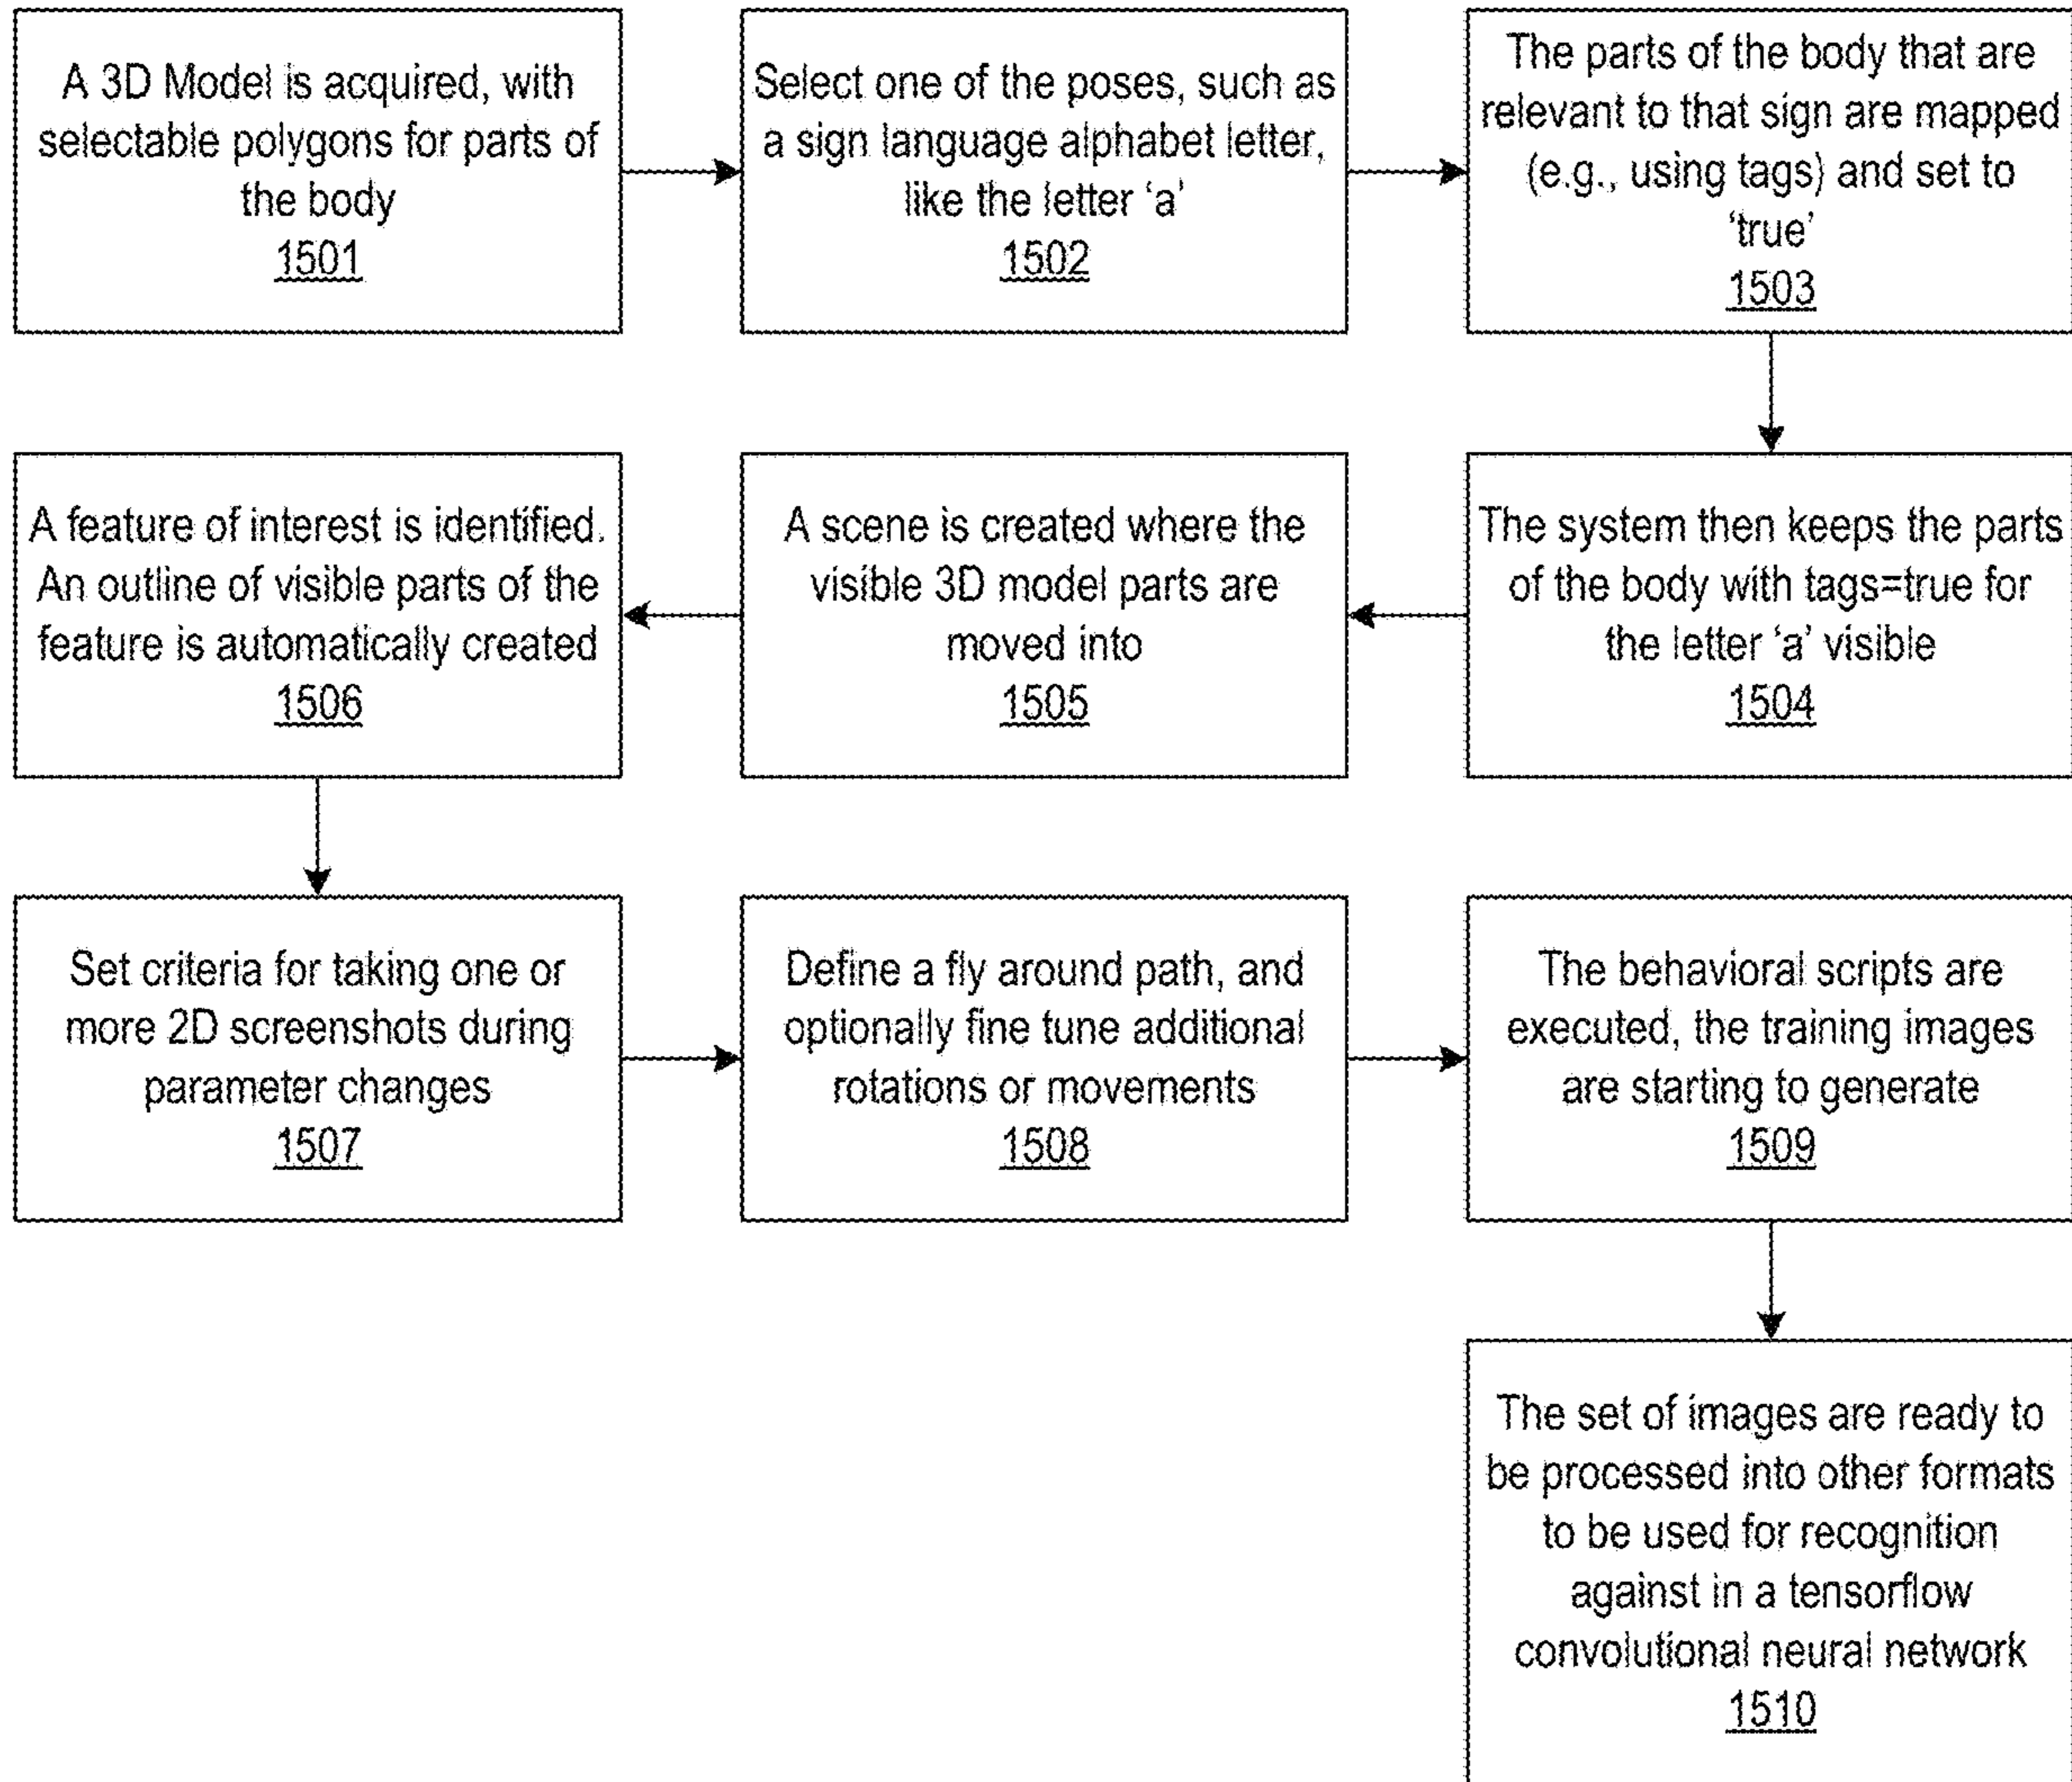 A 3D Model is acquired, with
selectable polygons for parts of
the body
1501
Select one of the poses, such as
a sign language alphabet letter,
like the letter ‘a’
1502
The parts of the body that are
relevant to that sign are mapped
(e.g., using tags) and set to
‘true’
1503
The system then keeps the parts
of the body with tags=true for
the letter ‘a’ visible
1504
A scene is created where the
visible 3D model parts are
moved into
1505
A feature of interest is identified.
An outline of visible parts of the
feature is automatically created
1506
Set criteria for taking one or
more 2D screenshots during
parameter changes
1507
Define a fly around path, and
optionally fine tune additional
rotations or movements
1508
The behavioral scripts are
executed, the training images
are starting to generate
1509
The set of images are ready to
be processed into other formats
to be used for recognition
against in a tensorflow
convolutional neural network
1510